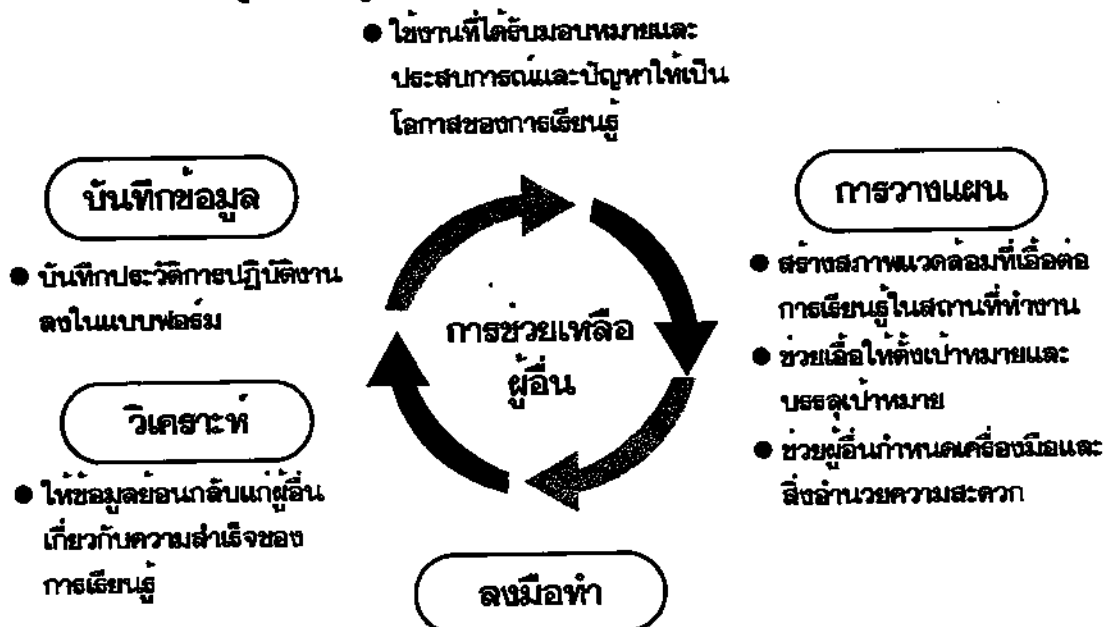 ● ใช้งานที่ได้รับมอบหมายและ
ประสบการณ์และปัญหาให้เป็น
โอกาสของการเรียนรู้
บันทึกข้อมูล
● บันทึกประวัติการปฏิบัติงาน
ลงในแบบฟอร์ม
การวางแผน
● สร้างสภาพแวดล้อมที่เอื้อต่อ
การเรียนรู้ในสถานที่ทำงาน
● ช่วยเอื้อให้ตั้งเป้าหมายและ
บรรลุเป้าหมาย
● ช่วยผู้อื่นกำหนดเครื่องมือและ
สิ่งอำนวยความสะดวก
การช่วยเหลือ
ผู้อื่น
วิเคราะห์
● ให้ข้อมูลย้อนกลับแก่ผู้อื่น
เกี่ยวกับความสำเร็จของ
การเรียนรู้
ลงมือทำ